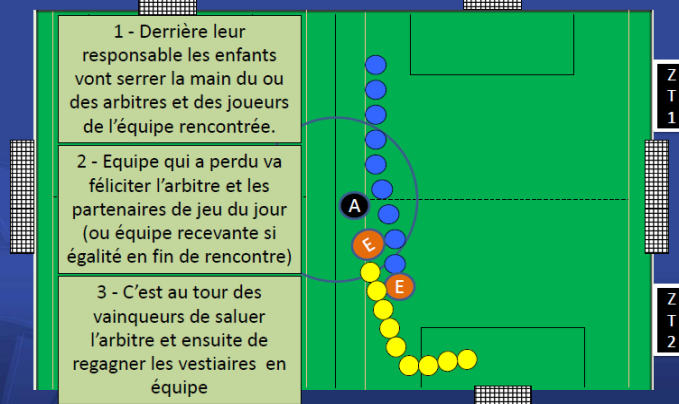 1 - Derrière leur
responsable les enfants
vont serrer la main du ou
des arbitres et des joueurs
de l’équipe rencontrée.
2 - Equipe qui a perdu va
féliciter l’arbitre et les
partenaires de jeu du jour
(ou équipe recevante si
égalité en fin de rencontre)
3 - C’est au tour des
vainqueurs de saluer
l’arbitre et ensuite de
regagner les vestiaires en
équipe
A
E
E
Z
T
1
Z
T
2